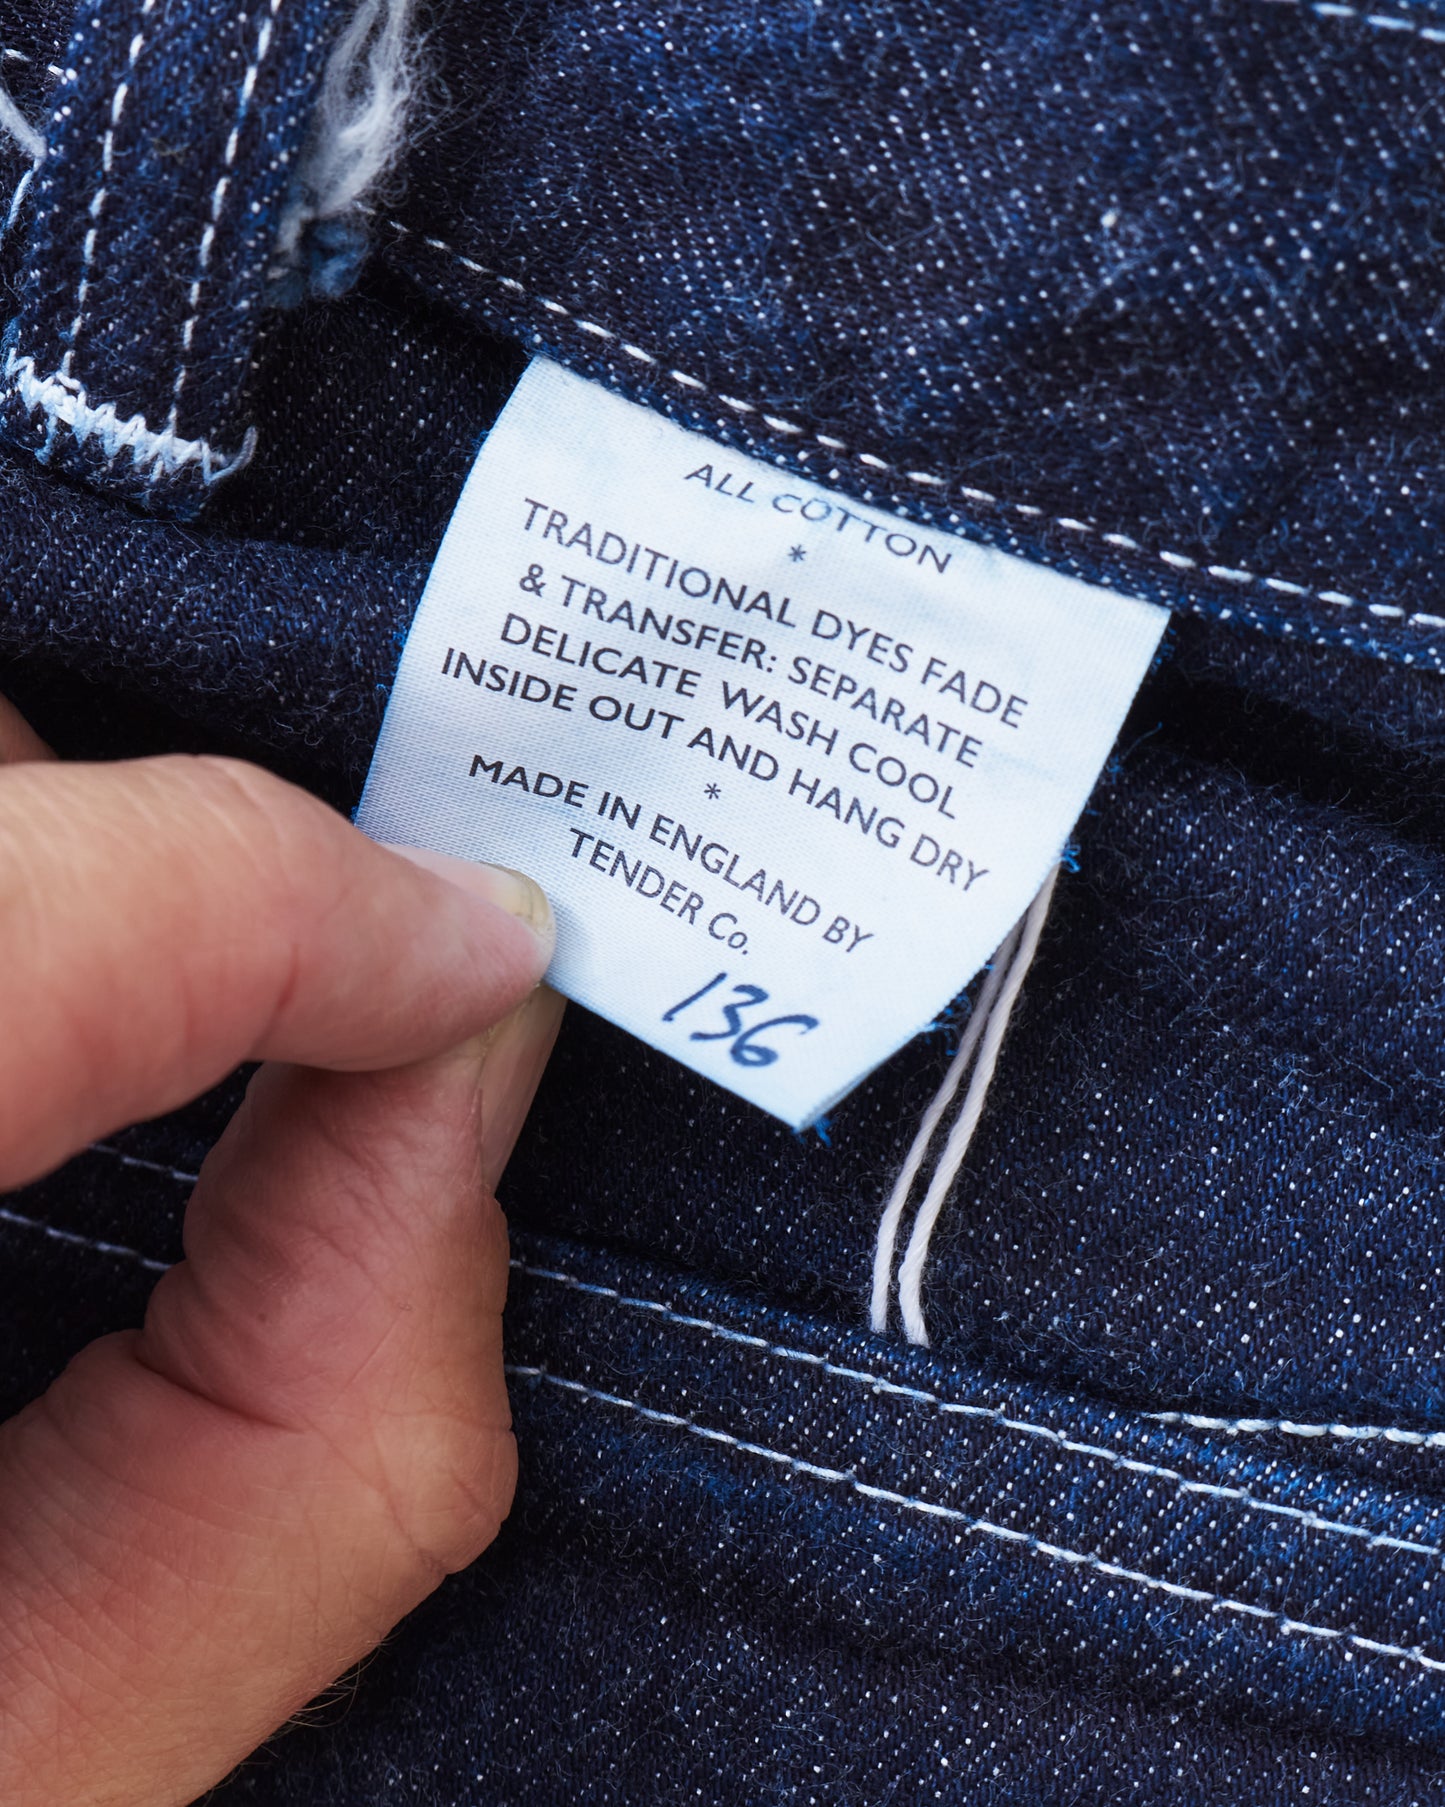 ALL COTTON
*
TRADITIONAL DYES FADE
& TRANSFER: SEPARATE
DELICATE WASH COOL
INSIDE OUT AND HANG DRY
*
MADE IN ENGLAND BY
TENDER Co.
136